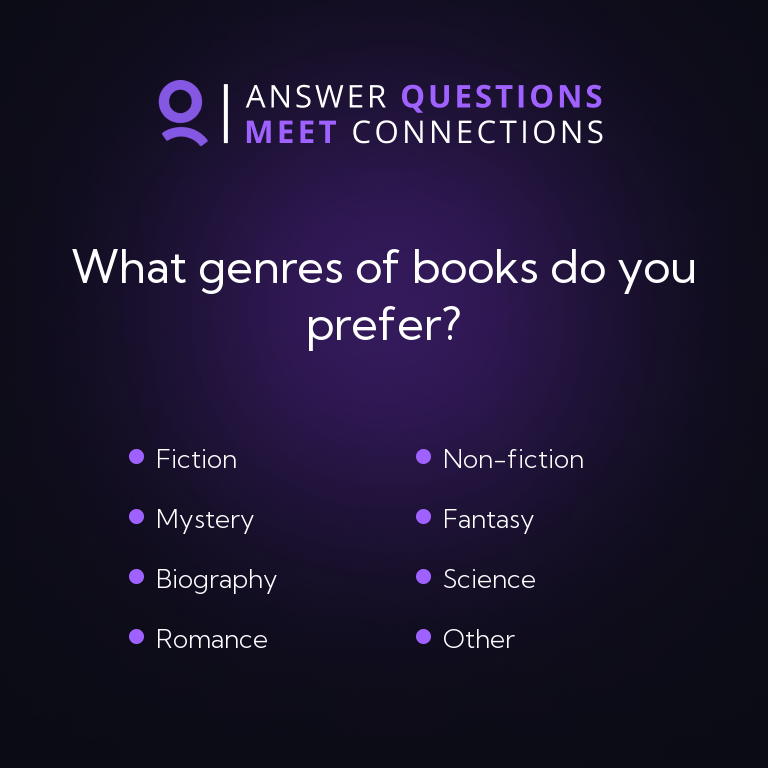 ANSWER QUESTIONS
MEET CONNECTIONS
What genres of books do you
prefer?
Fiction
Non-fiction
Mystery
Fantasy
Biography
Science
Romance
Other